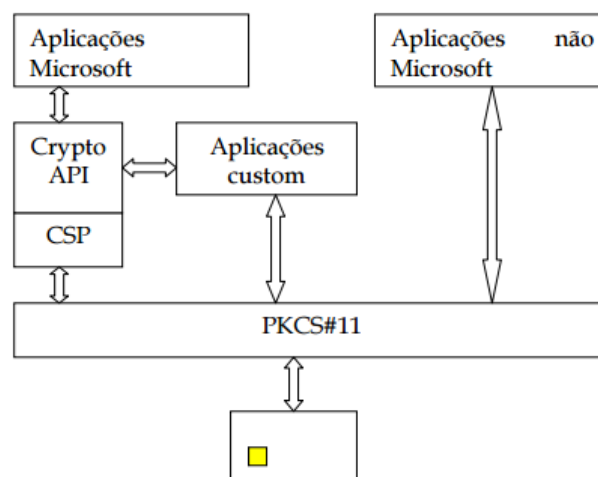 Aplicações
Microsoft
Aplicações não
Microsoft
Crypto
API
CSP
Aplicações
custom
PKCS#11